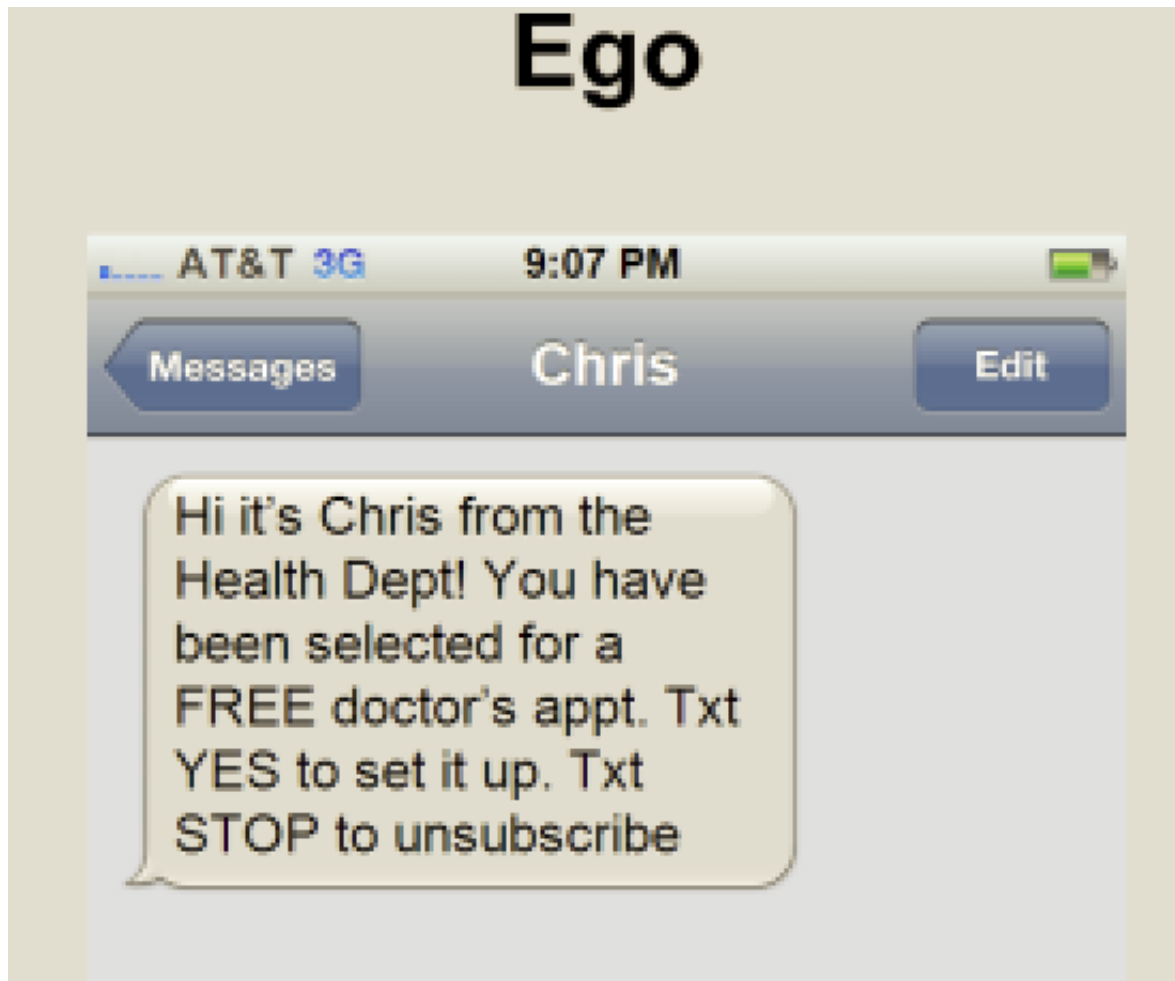 Ego
AT&T 3G 9:07 PM
Messages Chris Edit
Hi it's Chris from the
Health Dept! You have
been selected for a
FREE doctor's appt. Txt
YES to set it up. Txt
STOP to unsubscribe